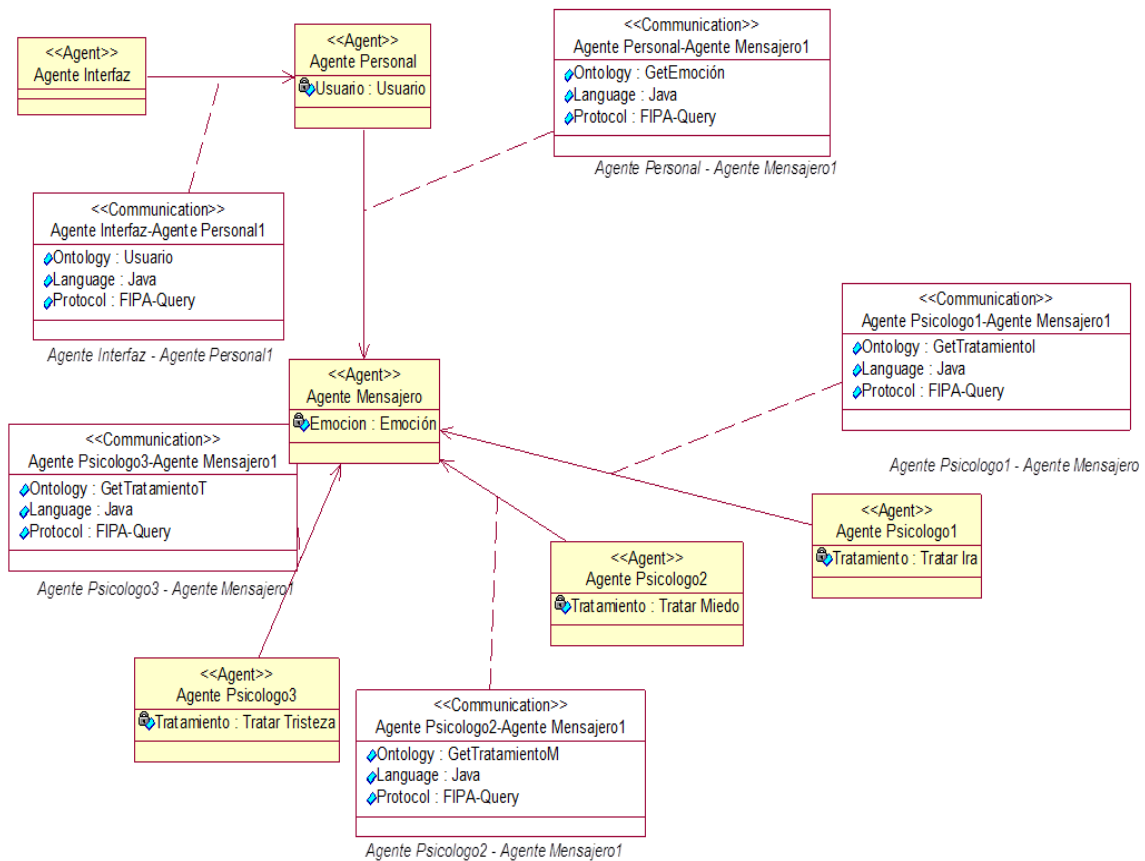 <<Agent>>
Agente Interfaz
<<Agent>>
Agente Personal
Usuario : Usuario
<<Communication>>
Agente Personal-Agente Mensajero1
Ontology : GetEmoción
Language : Java
Protocol : FIPA-Query
Agente Personal - Agente Mensajero1
<<Communication>>
Agente Interfaz-Agente Personal1
Ontology : Usuario
Language : Java
Protocol : FIPA-Query
Agente Interfaz - Agente Personal1
<<Communication>>
Agente Psicologo1-Agente Mensajero1
Ontology : GetTratamientoI
Language : Java
Protocol : FIPA-Query
Agente Psicologo1 - Agente Mensajero
<<Agent>>
Agente Mensajero
Emocion : Emoción
<<Communication>>
Agente Psicologo3-Agente Mensajero1
Ontology : GetTratamientoT
Language : Java
Protocol : FIPA-Query
Agente Psicologo3 - Agente Mensajero1
<<Agent>>
Agente Psicologo1
Tratamiento : Tratar Ira
<<Agent>>
Agente Psicologo2
Tratamiento : Tratar Miedo
<<Agent>>
Agente Psicologo3
Tratamiento : Tratar Tristeza
<<Communication>>
Agente Psicologo2-Agente Mensajero1
Ontology : GetTratamientoM
Language : Java
Protocol : FIPA-Query
Agente Psicologo2 - Agente Mensajero1